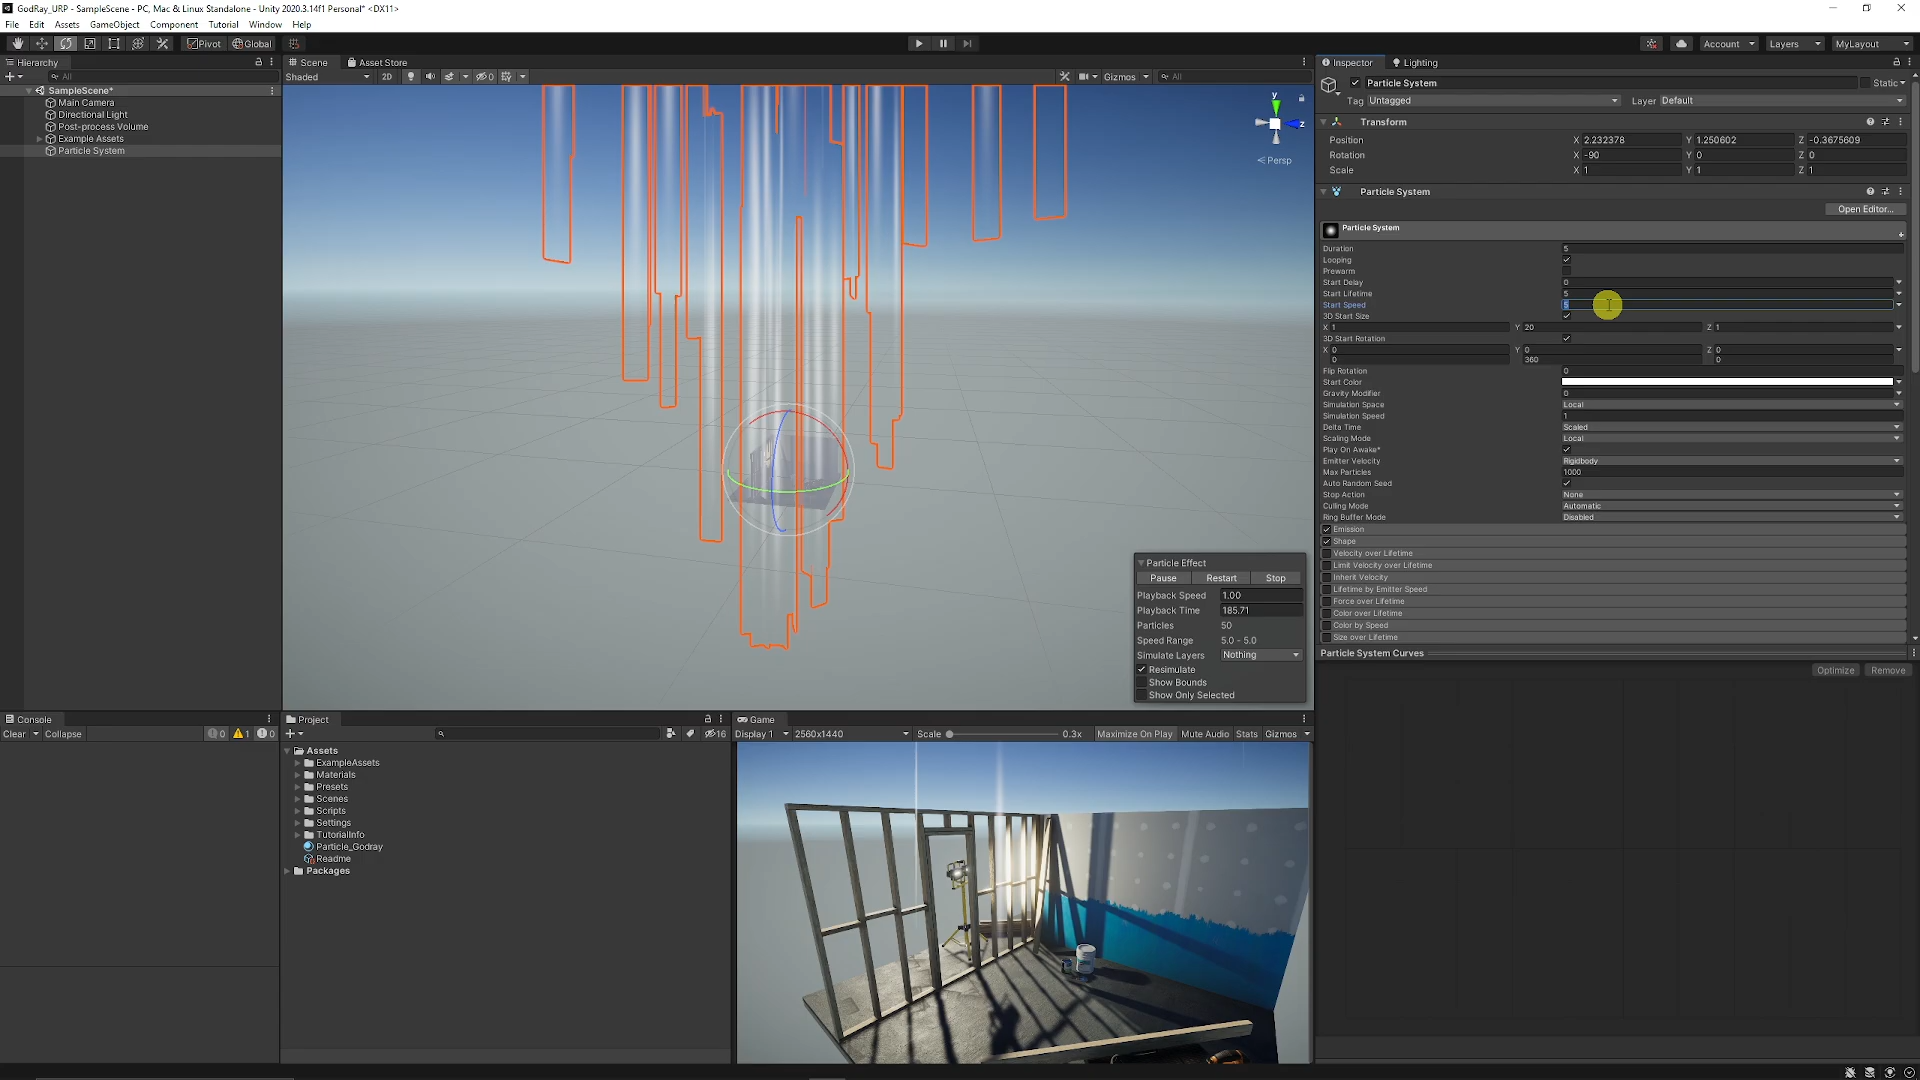 GodRay_URP - SampleScene - PC, Mac & Linux Standalone - Unity 2020.3.14f1 Personal* <DX11>
File Edit Assets GameObject Component Tutorial Window Help
Pivot Global Account Layers MyLayout
Hierarchy
All
SampleScene*
Main Camera
Directional Light
Post-process Volume
Example Assets
Particle System
Scene Asset Store
Shaded 2D 0 Gizmos All
y
z
Persp
Particle Effect
Pause Restart Stop
Playback Speed 1.00
Playback Time 185.71
Particles 50
Speed Range 5.0 - 5.0
Simulate Layers Nothing
Resimulate
Show Bounds
Show Only Selected
Inspector Lighting
Particle System Static
Tag Untagged Layer Default
Transform
Position X 2.232378 Y 1.250602 Z -0.3675609
Rotation X -90 Y 0 Z 0
Scale X 1 Y 1 Z 1
Particle System
Open Editor...
Particle System
Duration 5
Looping
Prewarm
Start Delay 0
Start Lifetime 5
Start Speed 5
3D Start Size
X 1 Y 20 Z 1
3D Start Rotation
X 0 Y 0 Z 0
0 360 0
Flip Rotation 0
Start Color
Gravity Modifier 0
Simulation Space Local
Simulation Speed 1
Delta Time Scaled
Scaling Mode Local
Play On Awake*
Emitter Velocity Rigidbody
Max Particles 1000
Auto Random Seed
Stop Action None
Culling Mode Automatic
Ring Buffer Mode Disabled
Emission
Shape
Velocity over Lifetime
Limit Velocity over Lifetime
Inherit Velocity
Lifetime by Emitter Speed
Force over Lifetime
Color over Lifetime
Color by Speed
Size over Lifetime
Particle System Curves
Optimize Remove
Console
Clear Collapse 0 1 0
Project
16
Assets
ExampleAssets
Materials
Presets
Scenes
Scripts
Settings
TutorialInfo
Particle_Godray
Readme
Packages
Game
Display 1 2560x1440 Scale 0.3x Maximize On Play Mute Audio Stats Gizmos